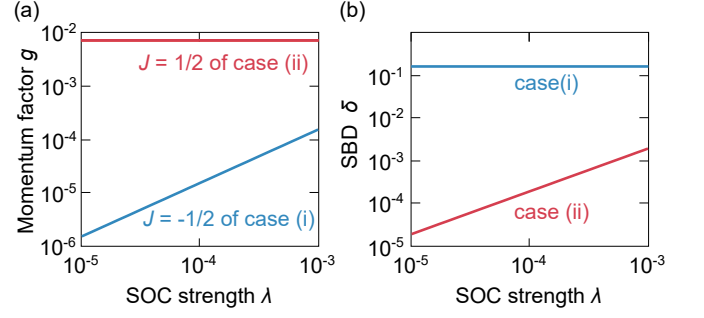 (a)
10^-2
10^-3
10^-4
10^-5
10^-6
Momentum factor g
J = 1/2 of case (ii)
J = -1/2 of case (i)
10^-5
10^-4
10^-3
SOC strength λ
(b)
10^-1
10^-2
10^-3
10^-4
10^-5
SBD δ
case(i)
case (ii)
10^-5
10^-4
10^-3
SOC strength λ